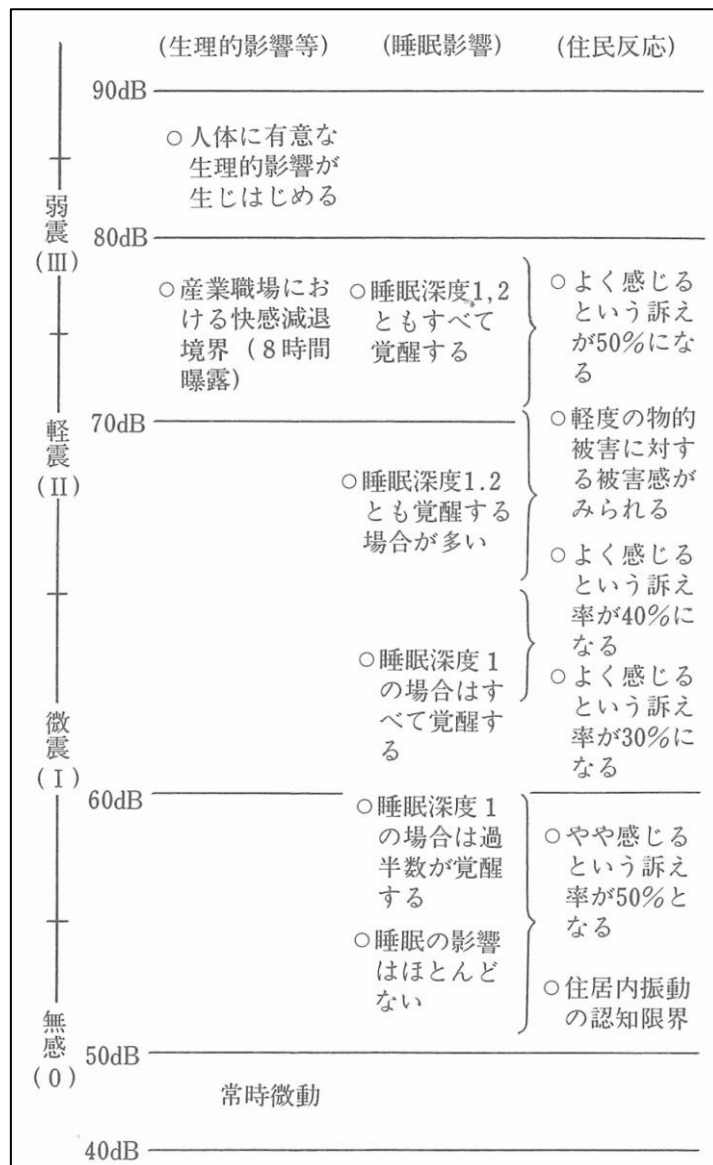 (生理的影響等) (睡眠影響) (住民反応)
90dB
○人体に有意な
生理的影響が
生じはじめる
弱震
(III)
80dB
○産業職場にお
ける快感減退
境界(8時間
曝露)
○睡眠深度1,2
ともすべて
覚醒する
○よく感じる
という訴え
が50%にな
る
70dB
軽震
(II)
○睡眠深度1.2
とも覚醒する
場合が多い
○軽度の物的
被害に対す
る被害感が
みられる
○よく感じる
という訴え
率が40%に
なる
○睡眠深度1
の場合はす
べて覚醒す
る
○よく感じる
という訴え
率が30%に
なる
微震
(I)
60dB
○睡眠深度1
の場合は過
半数が覚醒
する
○やや感じる
という訴え
率が50%と
なる
○睡眠の影響
はほとんど
ない
○住居内振動
の認知限界
無感
(0)
50dB
常時微動
40dB